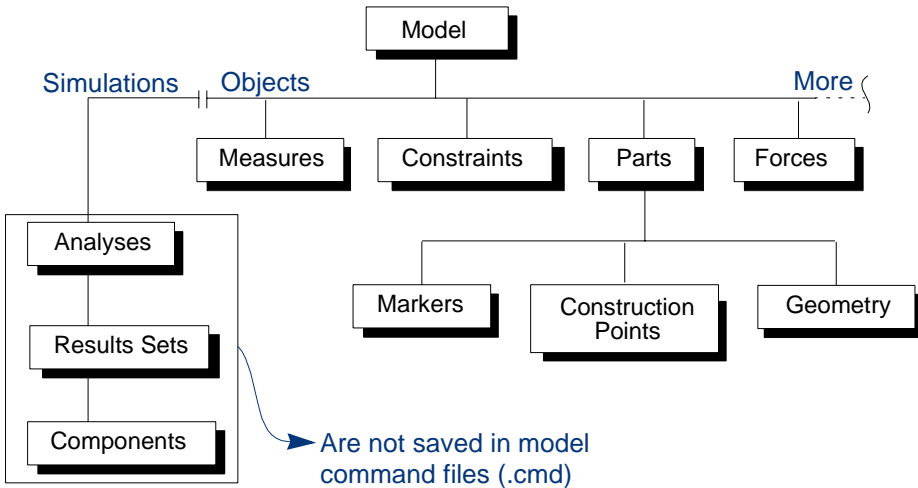 Model
Simulations Objects More
Measures Constraints Parts Forces
Analyses
Markers Construction Points Geometry
Results Sets
Components
Are not saved in model
command files (.cmd)